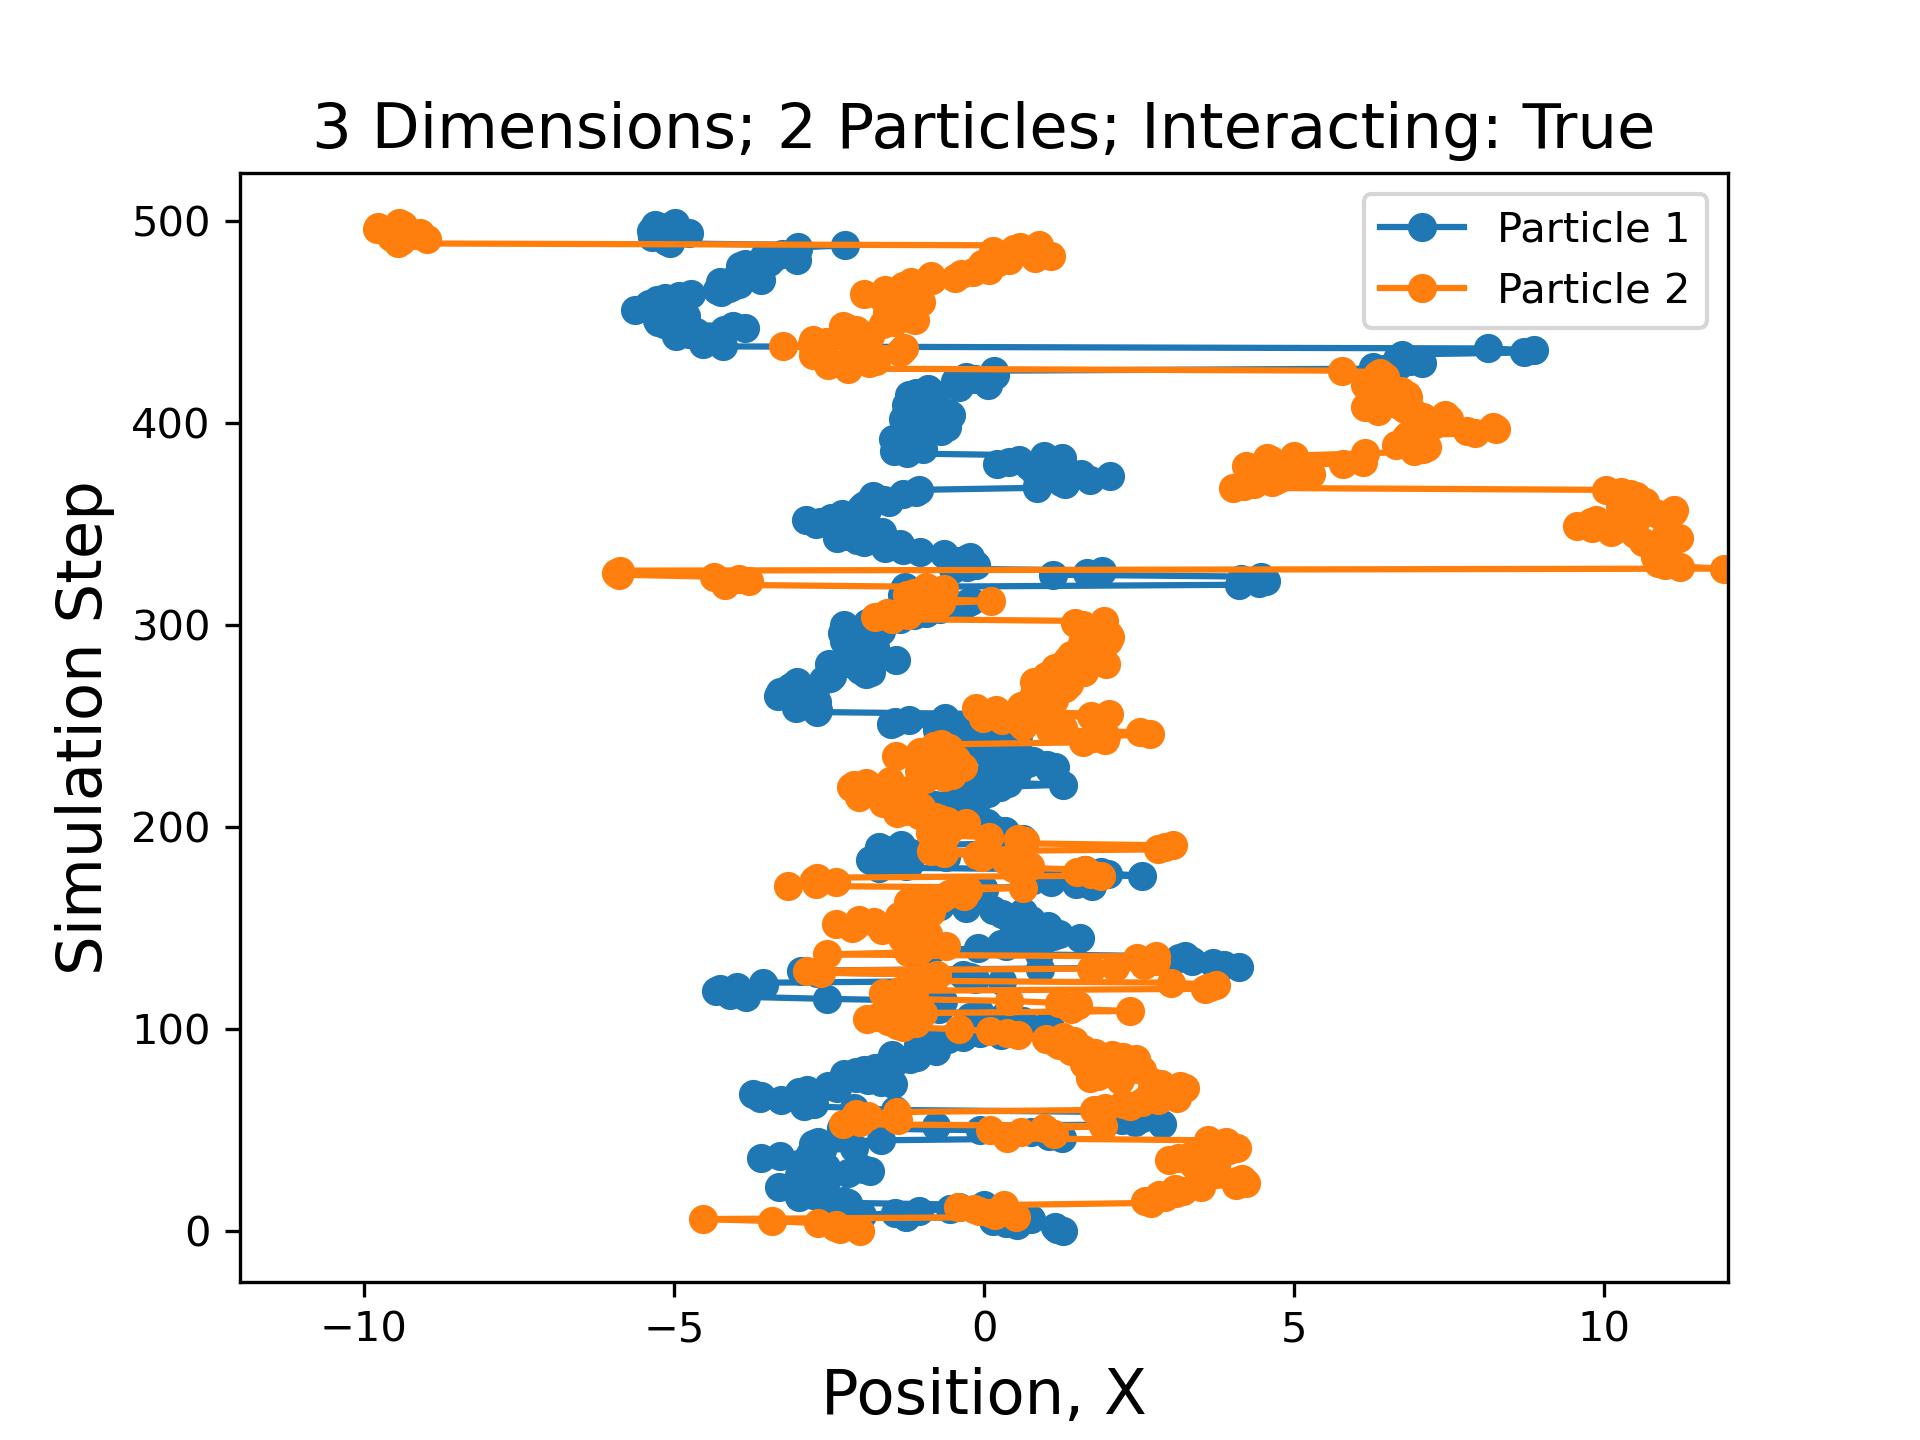 3 Dimensions; 2 Particles; Interacting: True
Particle 1
Particle 2
Simulation Step
500
400
300
200
100
0
−10
−5
0
5
10
Position, X